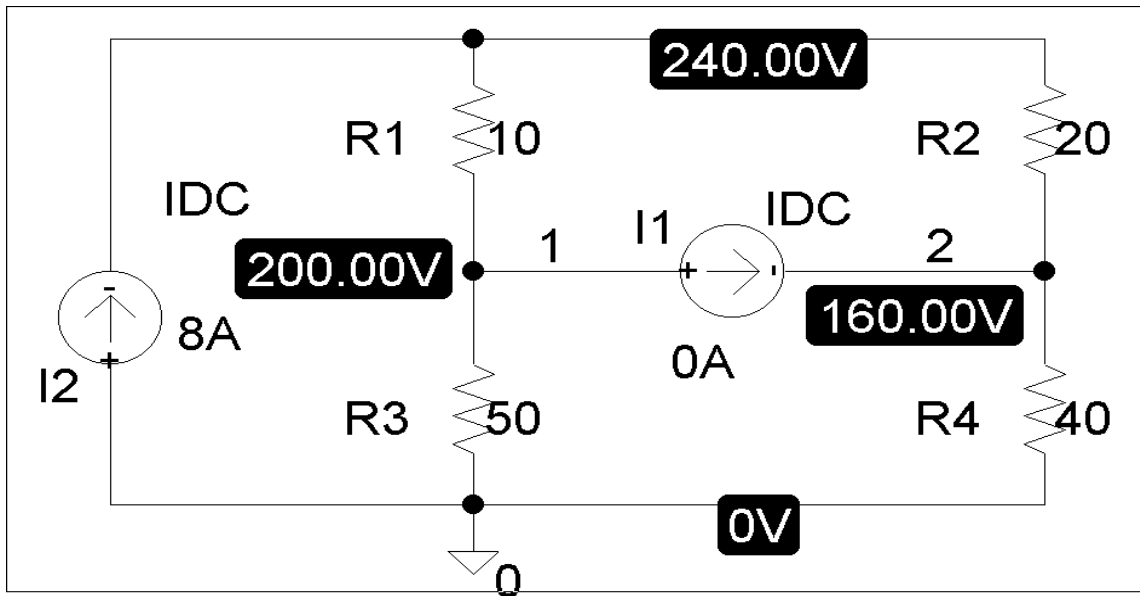 240.00V
R1
10
R2
20
IDC
IDC
I1
1
2
200.00V
160.00V
8A
0A
I2
R3
50
R4
40
0V
0